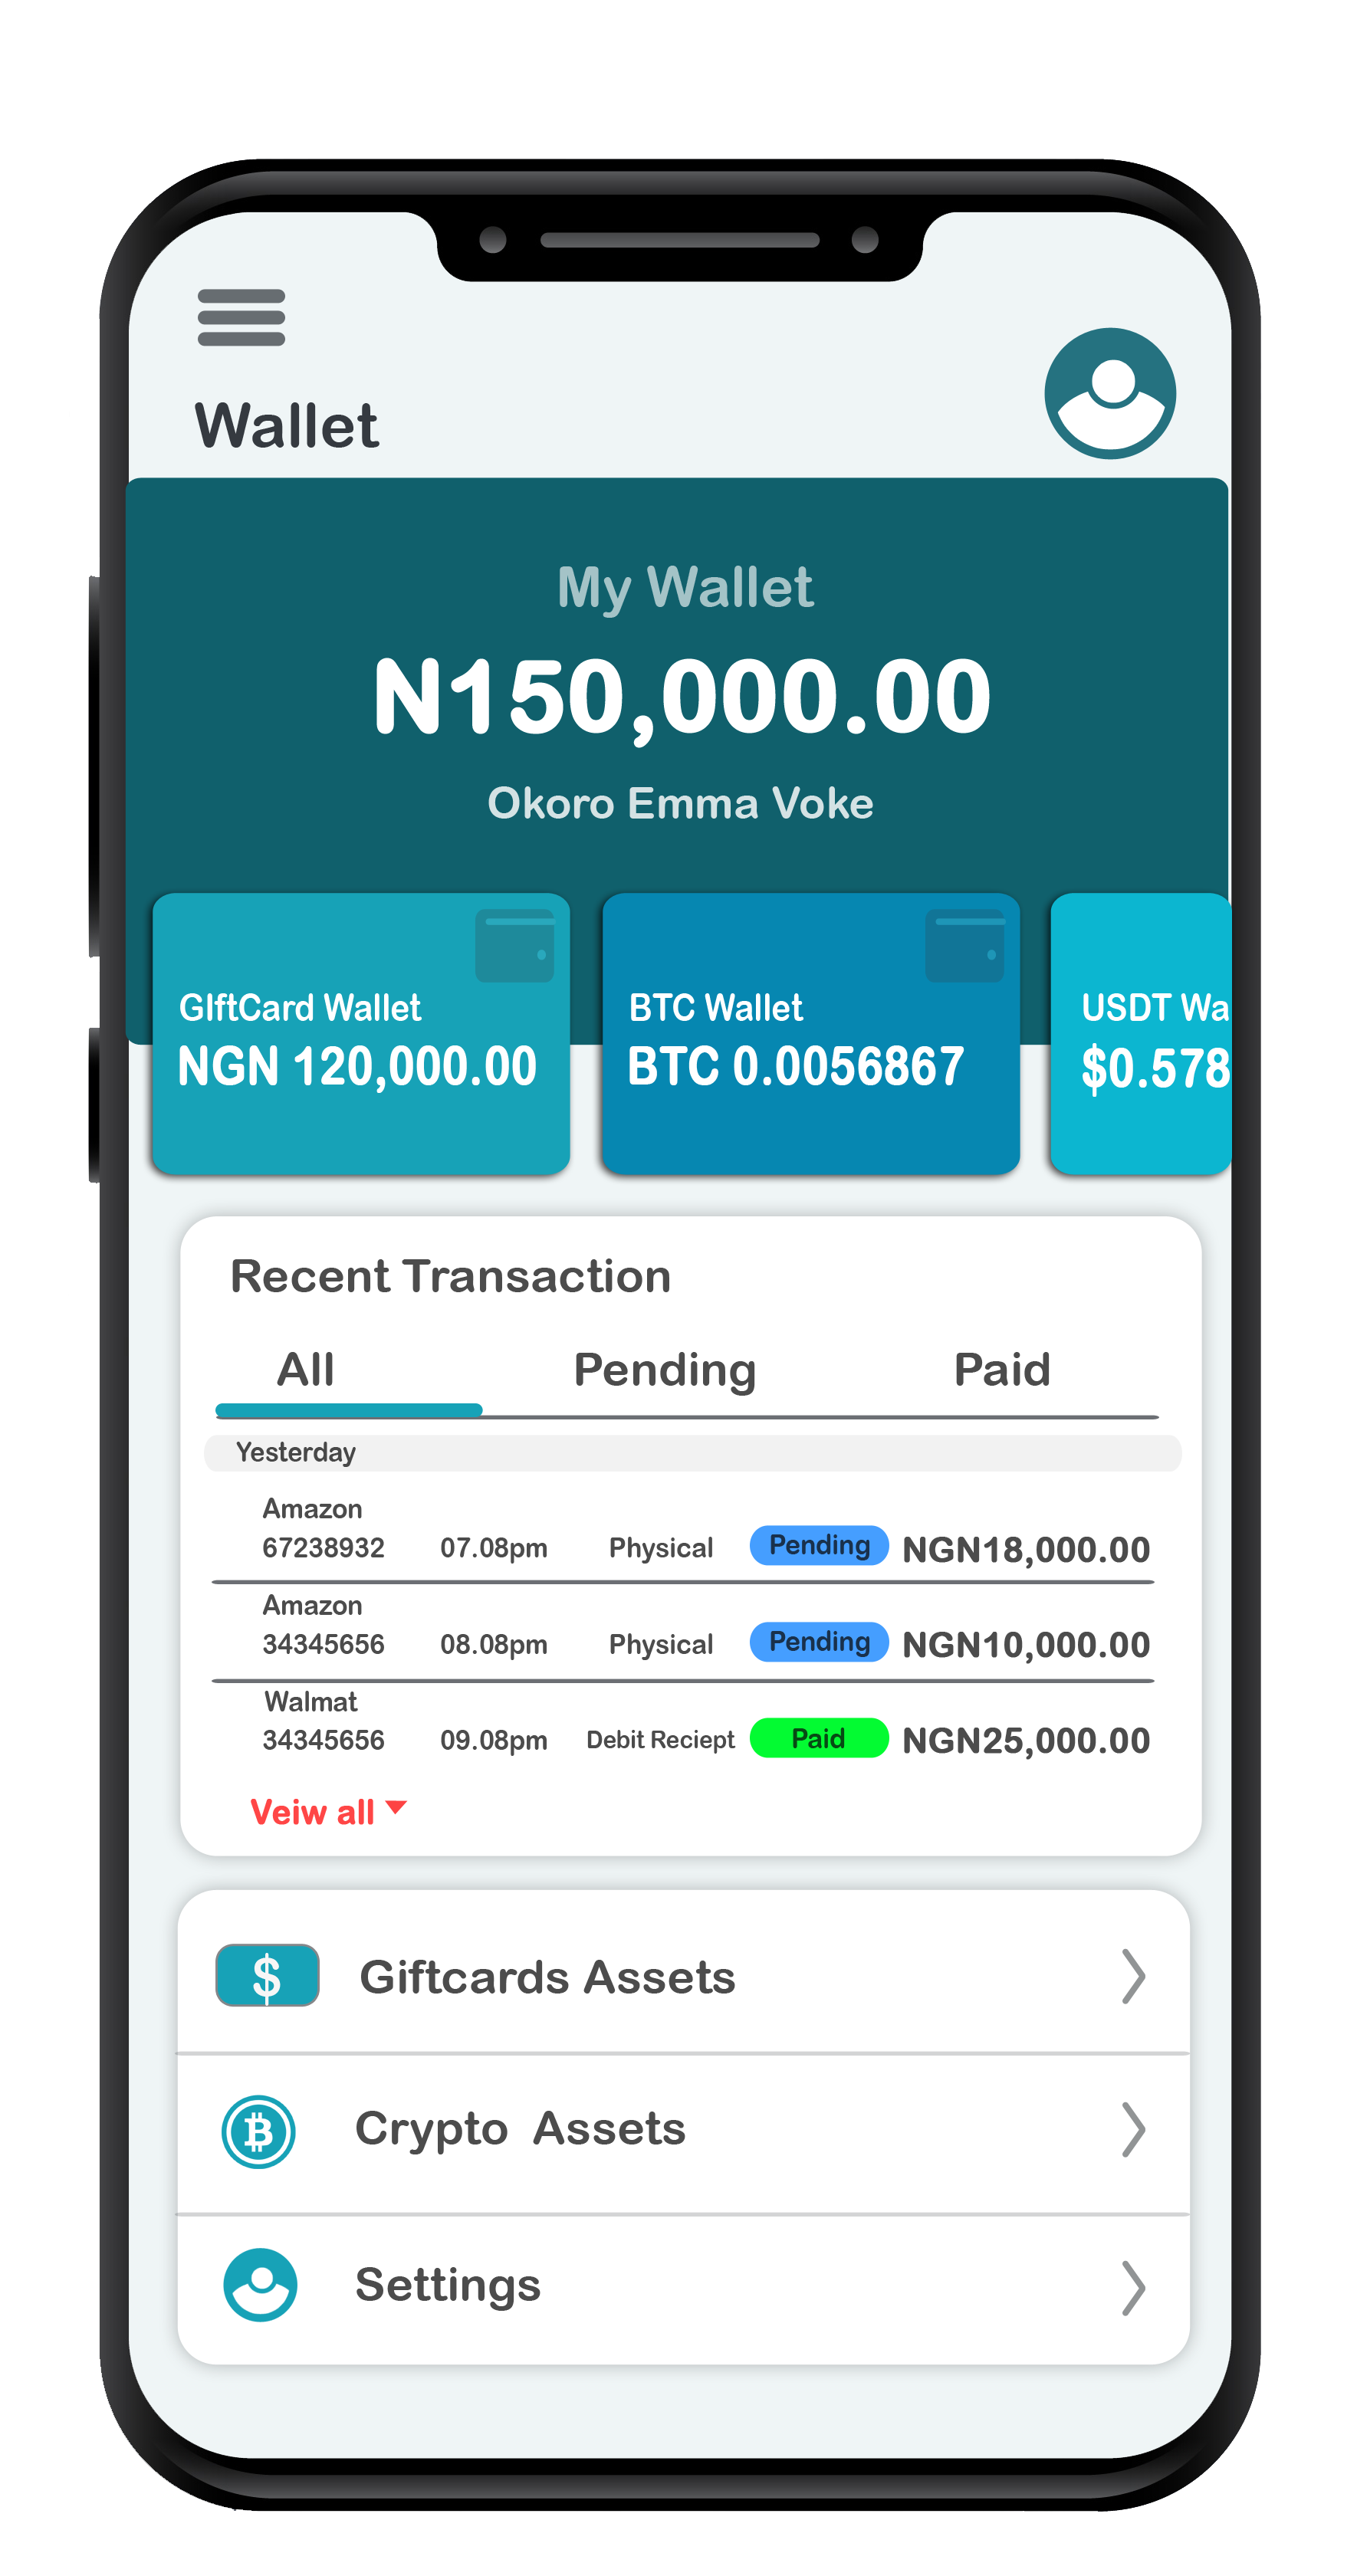 Wallet
My Wallet
N150,000.00
Okoro Emma Voke
GIftCard Wallet
NGN 120,000.00
BTC Wallet
BTC 0.0056867
USDT Wa
$0.578
Recent Transaction
All Pending Paid
Yesterday
Amazon
67238932 07.08pm Physical Pending NGN18,000.00
Amazon
34345656 08.08pm Physical Pending NGN10,000.00
Walmat
34345656 09.08pm Debit Reciept Paid NGN25,000.00
Veiw all
$ Giftcards Assets
Crypto Assets
Settings